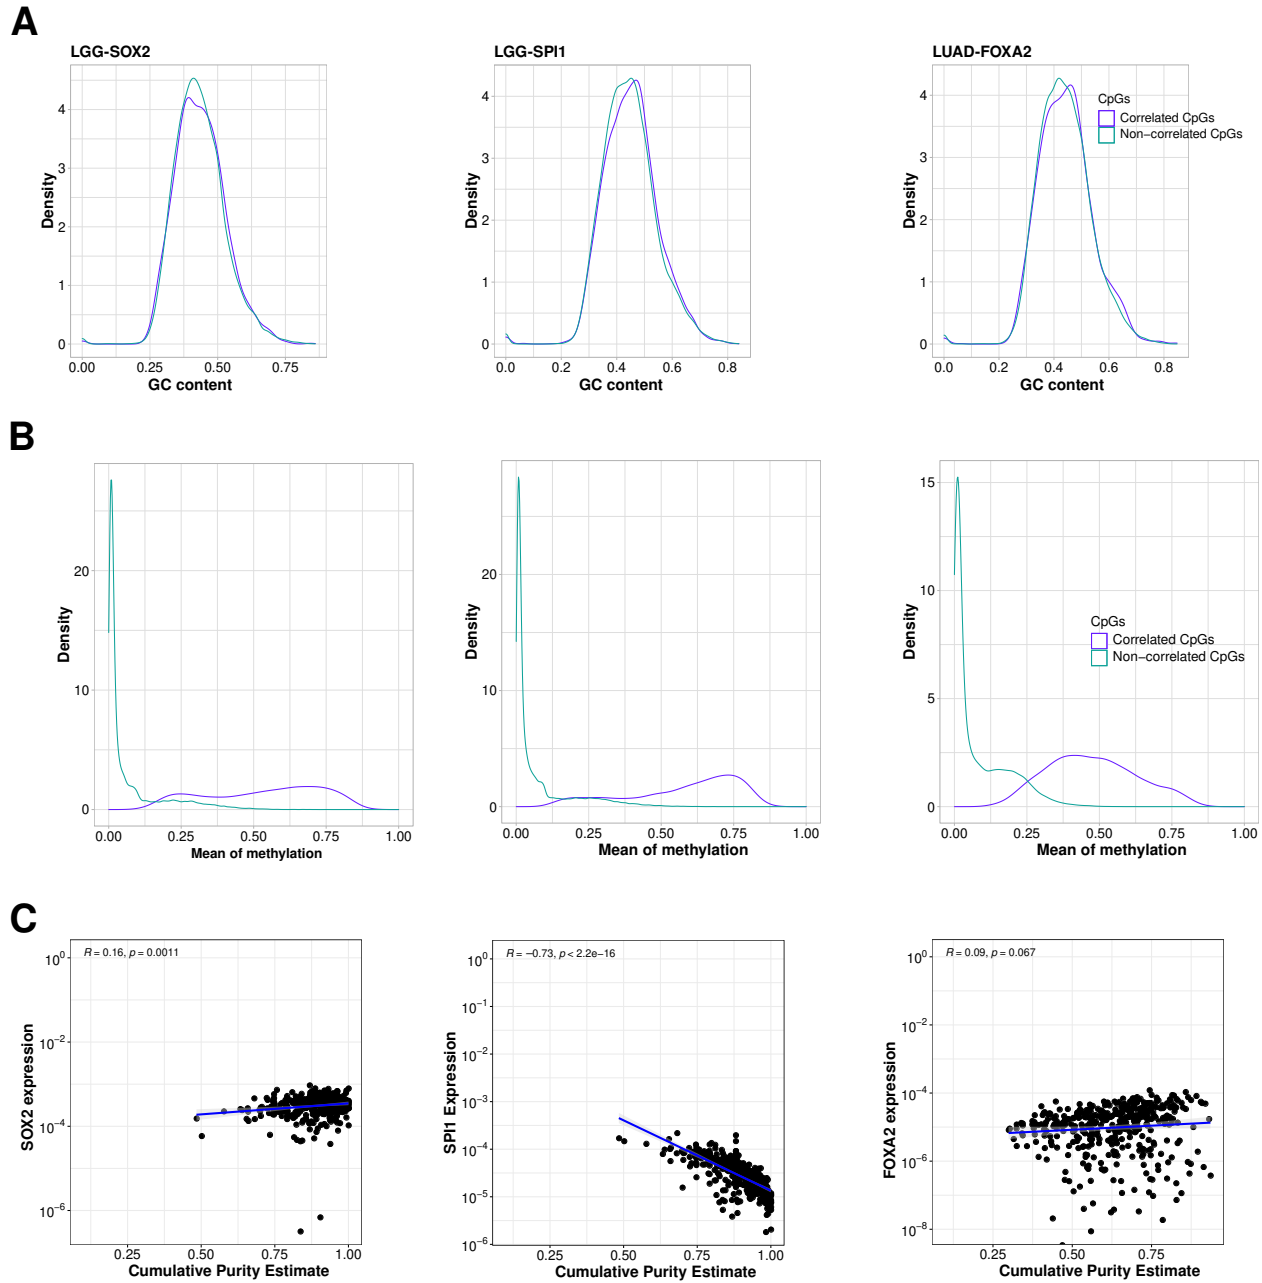 A
LGG-SOX2
LGG-SPI1
LUAD-FOXA2
Density
4
3
2
1
0
0.00 0.25 0.50 0.75
GC content
Density
4
3
2
1
0
0.0 0.2 0.4 0.6 0.8
GC content
Density
4
3
2
1
0
0.0 0.2 0.4 0.6 0.8
GC content
CpGs
Correlated CpGs
Non−correlated CpGs
B
Density
20
10
0
0.00 0.25 0.50 0.75 1.00
Mean of methylation
Density
20
10
0
0.00 0.25 0.50 0.75 1.00
Mean of methylation
Density
15
10
5
0
0.00 0.25 0.50 0.75 1.00
Mean of methylation
CpGs
Correlated CpGs
Non−correlated CpGs
C
R = 0.16, p = 0.0011
SOX2 expression
10⁰
10⁻²
10⁻⁴
10⁻⁶
0.25 0.50 0.75 1.00
Cumulative Purity Estimate
R = −0.73, p < 2.2e−16
SPI1 Expression
10⁰
10⁻¹
10⁻²
10⁻³
10⁻⁴
10⁻⁵
10⁻⁶
0.25 0.50 0.75 1.00
Cumulative Purity Estimate
R = 0.09, p = 0.067
FOXA2 expression
10⁰
10⁻²
10⁻⁴
10⁻⁶
10⁻⁸
0.25 0.50 0.75
Cumulative Purity Estimate